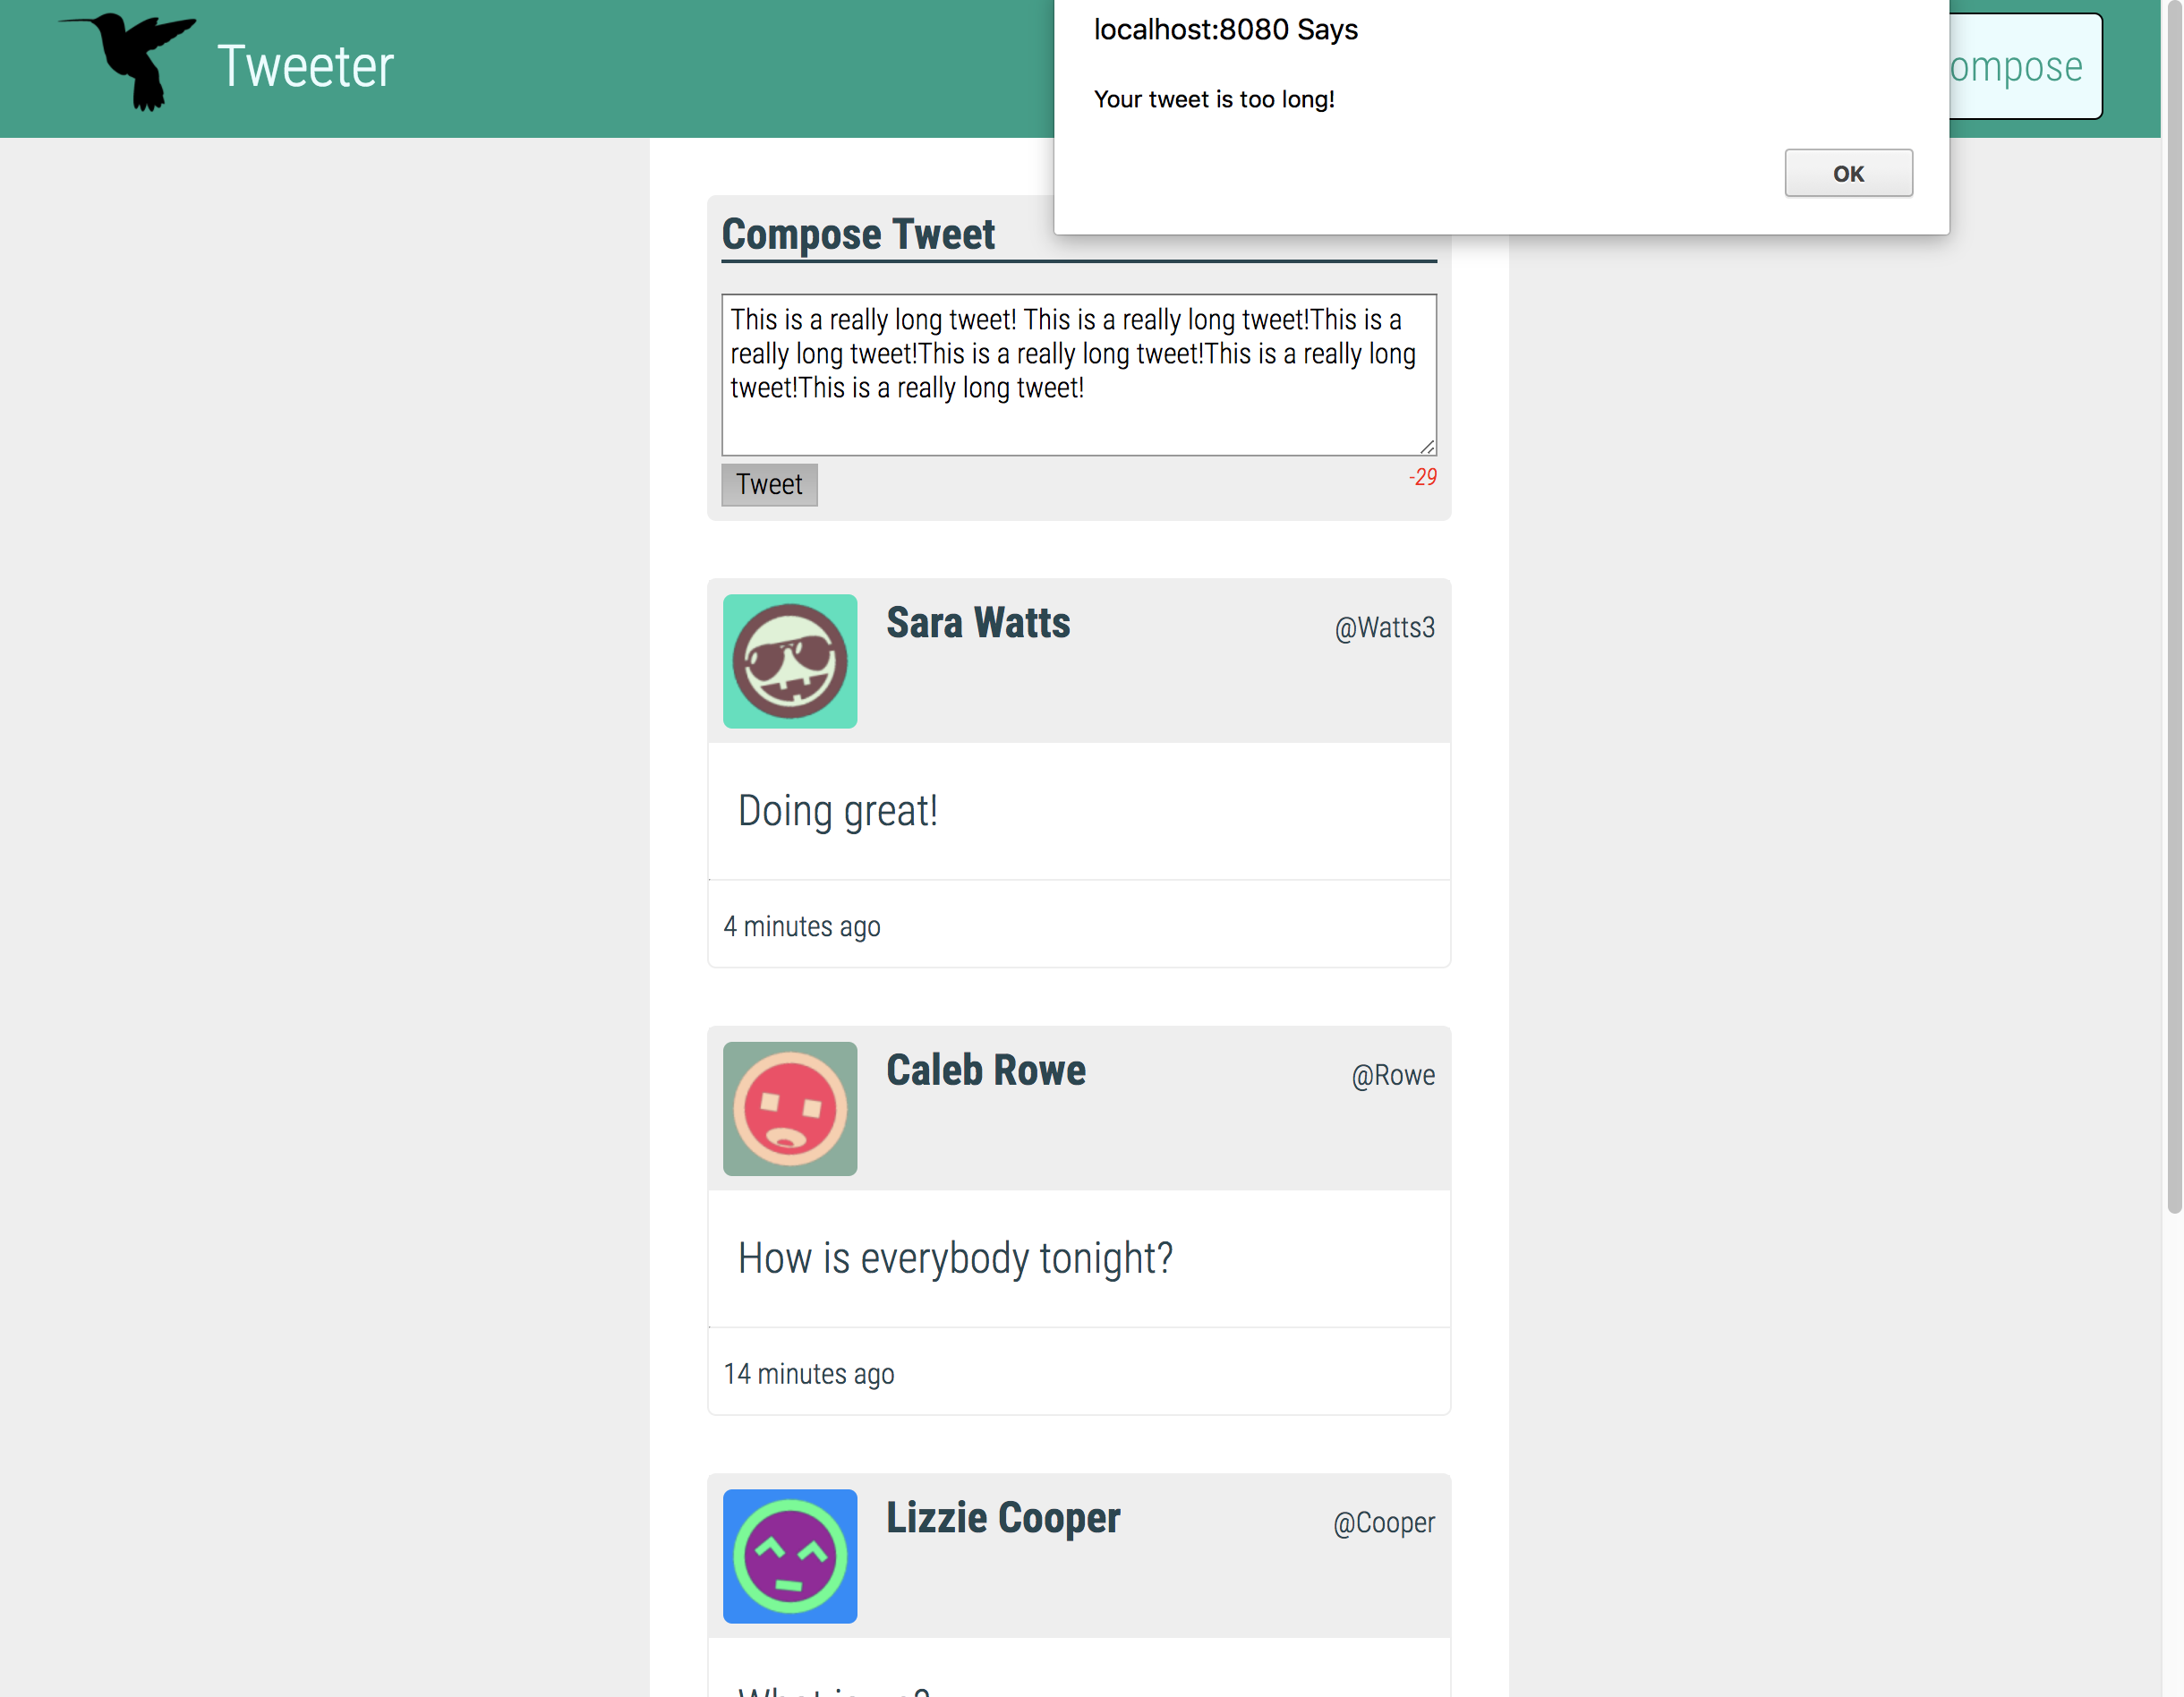 Tweeter
localhost:8080 Says
Your tweet is too long!
OK
ompose
Compose Tweet
This is a really long tweet! This is a really long tweet!This is a
really long tweet!This is a really long tweet!This is a really long
tweet!This is a really long tweet!
Tweet
-29
Sara Watts
@Watts3
Doing great!
4 minutes ago
Caleb Rowe
@Rowe
How is everybody tonight?
14 minutes ago
Lizzie Cooper
@Cooper